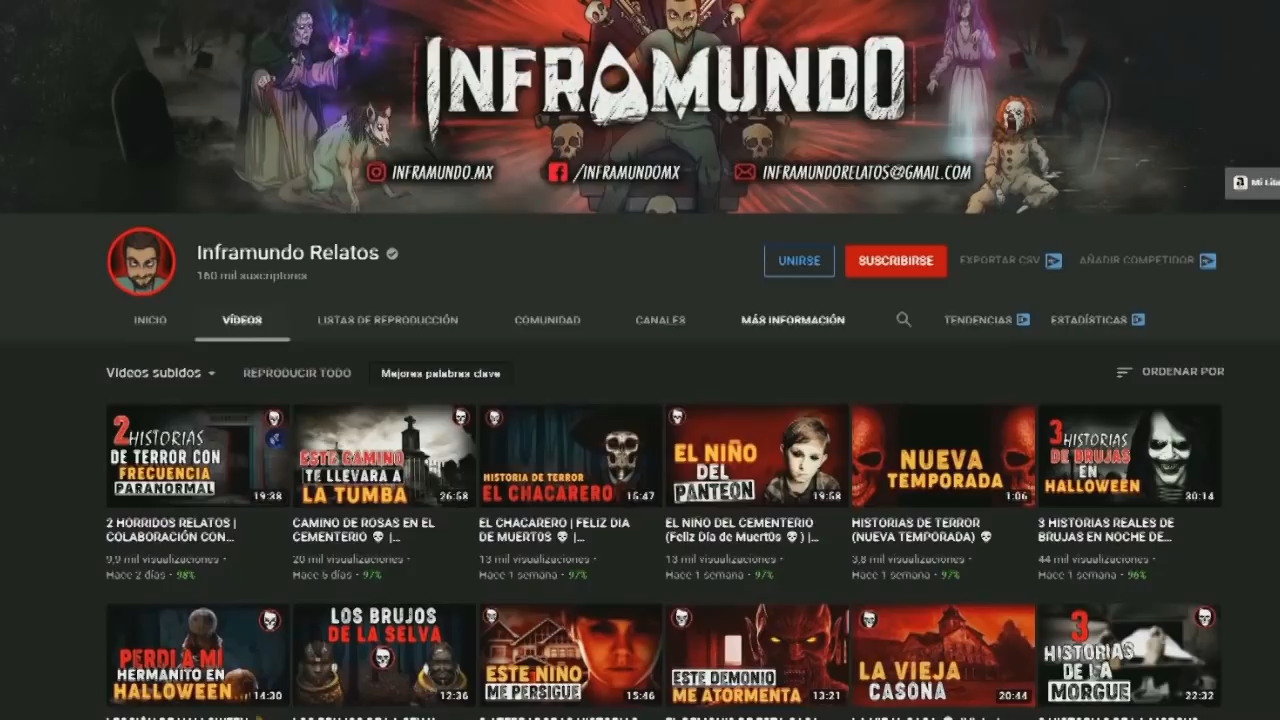 INFRAMUNDO
INFRAMUNDO.MX /INFRAMUNDOMX INFRAMUNDORELATOS@GMAIL.COM
Inframundo Relatos
160 mil suscriptores
UNIRSE SUSCRIBIRSE EXPORTAR CSV AÑADIR COMPETIDOR
INICIO VÍDEOS LISTAS DE REPRODUCCIÓN COMUNIDAD CANALES MÁS INFORMACIÓN TENDENCIAS ESTADÍSTICAS
Vídeos subidos REPRODUCIR TODO Mejores palabras clave ORDENAR POR
2 HISTORIAS
DE TERROR CON
FRECUENCIA
PARANORMAL
19:38
ESTE CAMINO
TE LLEVARA A
LA TUMBA
26:58
HISTORIA DE TERROR
EL CHACARERO
15:47
EL NIÑO
DEL
PANTEÓN
19:58
NUEVA
TEMPORADA
1:06
3 HISTORIAS
DE BRUJAS
EN
HALLOWEEN
30:14
2 HORRIDOS RELATOS |
COLABORACIÓN CON...
9,9 mil visualizaciones •
Hace 2 días • 98%
CAMINO DE ROSAS EN EL
CEMENTERIO 💀 |...
20 mil visualizaciones •
Hace 5 días • 97%
EL CHACARERO | FELIZ DIA
DE MUERT0S 💀 |...
13 mil visualizaciones •
Hace 1 semana • 97%
EL NIÑO DEL CEMENTERIO
(Feliz Día de Muert0s 💀 ) |...
13 mil visualizaciones •
Hace 1 semana • 97%
HISTORIAS DE TERROR
(NUEVA TEMPORADA) 💀
3,8 mil visualizaciones •
Hace 1 semana • 97%
3 HISTORIAS REALES DE
BRUJAS EN NOCHE DE...
44 mil visualizaciones •
Hace 1 semana • 96%
PERDÍ A MI
HERMANITO EN
HALLOWEEN...
14:30
LOS BRUJOS
DE LA SELVA
12:36
ESTE NIÑO
ME PERSIGUE
15:46
ESTE DEMONIO
ME ATORMENTA
13:21
LA VIEJA
CASONA
20:44
3
HISTORIAS
DE LA
MORGUE
22:32